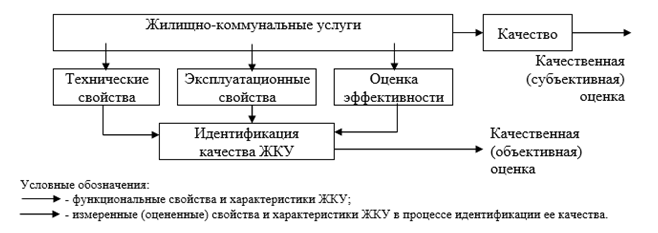 Жилищно-коммунальные услуги
Качество
Качественная
(субъективная)
оценка
Технические
свойства
Эксплуатационные
свойства
Оценка
эффективности
Идентификация
качества ЖКУ
Качественная
(объективная)
оценка
Условные обозначения:
- функциональные свойства и характеристики ЖКУ;
- измеренные (оцененные) свойства и характеристики ЖКУ в процессе идентификации ее качества.